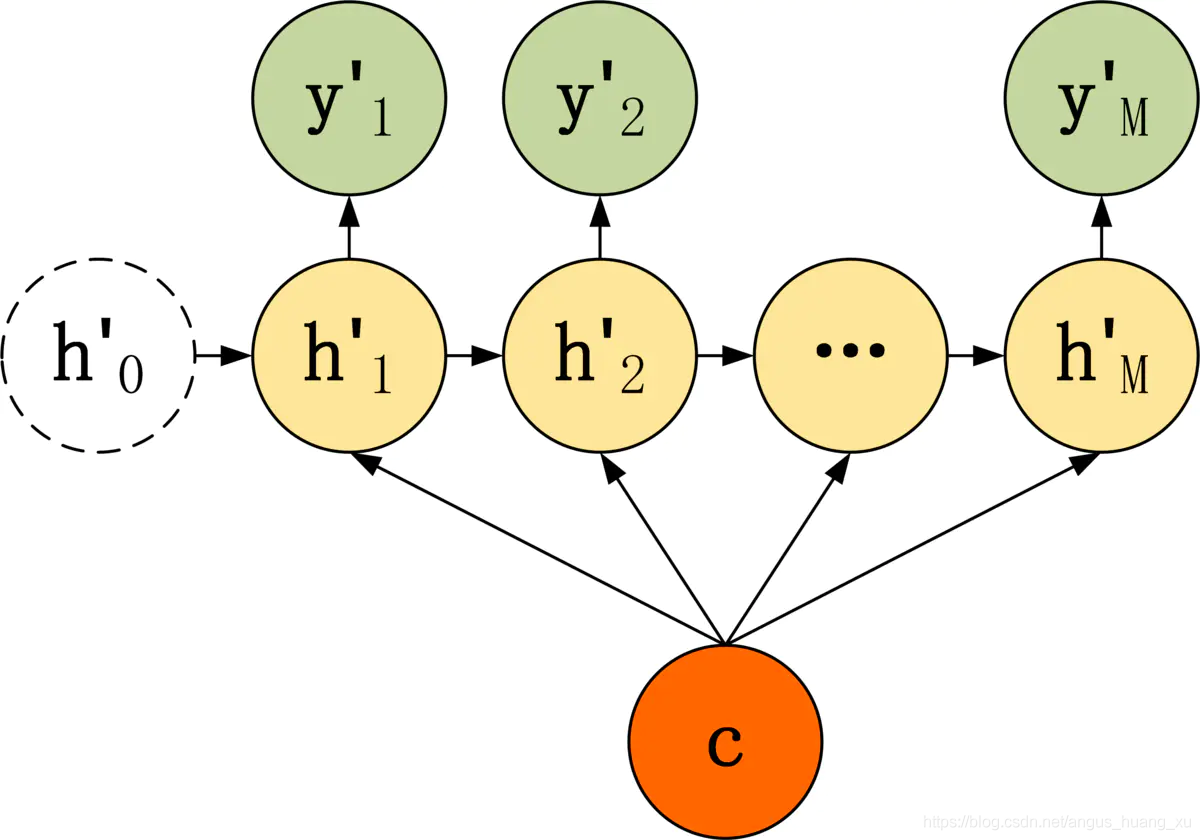 y'1 y'2 y'M
h'0 h'1 h'2 ... h'M
c
https://blog.csdn.net/angus_huang_xu